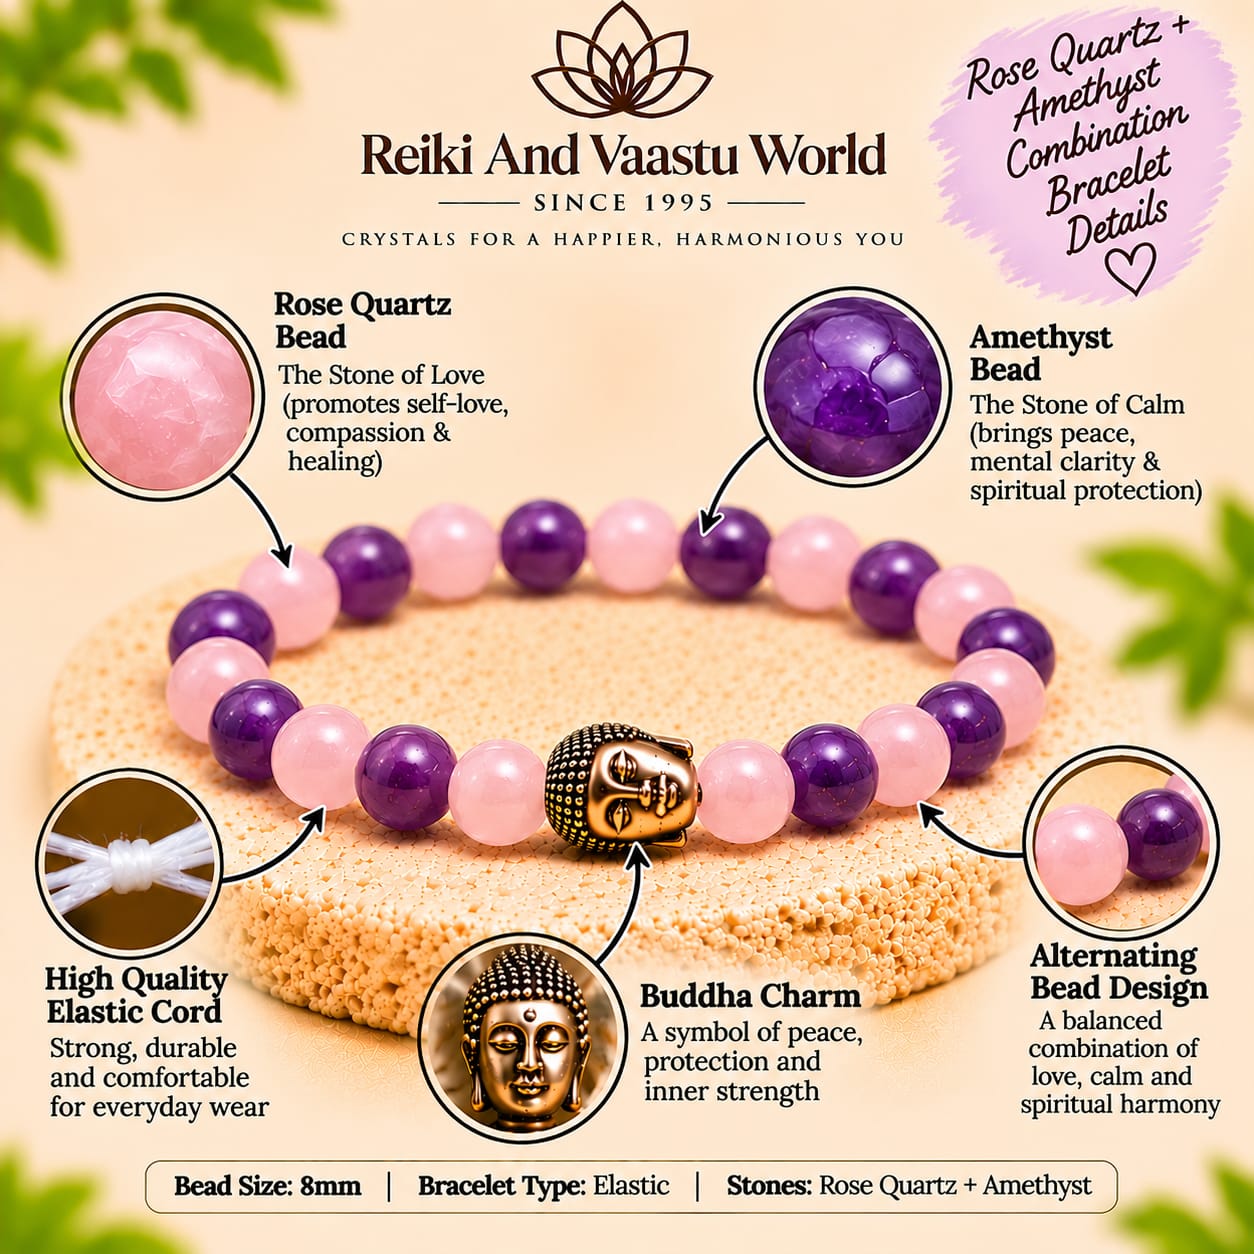 Reiki And Vaastu World
SINCE 1995
CRYSTALS FOR A HAPPIER, HARMONIOUS YOU
Rose Quartz +
Amethyst
Combination
Bracelet
Details
Rose Quartz
Bead
The Stone of Love
(promotes self-love,
compassion &
healing)
Amethyst
Bead
The Stone of Calm
(brings peace,
mental clarity &
spiritual protection)
High Quality
Elastic Cord
Strong, durable
and comfortable
for everyday wear
Buddha Charm
A symbol of peace,
protection and
inner strength
Alternating
Bead Design
A balanced
combination of
love, calm and
spiritual harmony
Bead Size: 8mm | Bracelet Type: Elastic | Stones: Rose Quartz + Amethyst